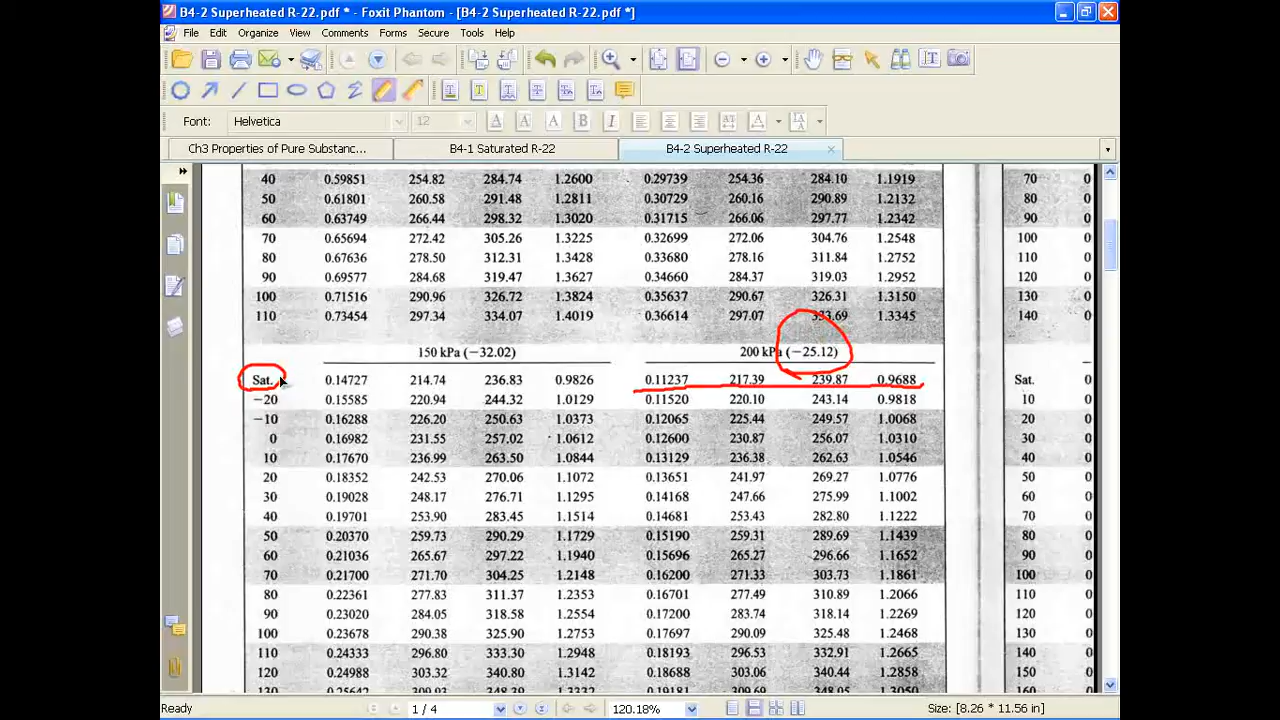 B4-2 Superheated R-22.pdf * - Foxit Phantom - [B4-2 Superheated R-22.pdf *]
File Edit Organize View Comments Forms Secure Tools Help
Font: Helvetica 12
Ch3 Properties of Pure Substanc... B4-1 Saturated R-22 B4-2 Superheated R-22
40 0.59851 254.82 284.74 1.2600 0.29739 254.36 284.10 1.1919 70 0
50 0.61801 260.58 291.48 1.2811 0.30729 260.16 290.89 1.2132 80 0
60 0.63749 266.44 298.32 1.3020 0.31715 266.06 297.77 1.2342 90 0
70 0.65694 272.42 305.26 1.3225 0.32699 272.06 304.76 1.2548 100 0
80 0.67636 278.50 312.31 1.3428 0.33680 278.16 311.84 1.2752 110 0
90 0.69577 284.68 319.47 1.3627 0.34660 284.37 319.03 1.2952 120 0
100 0.71516 290.96 326.72 1.3824 0.35637 290.67 326.31 1.3150 130 0
110 0.73454 297.34 334.07 1.4019 0.36614 297.07 333.69 1.3345 140 0
150 kPa (−32.02) 200 kPa (−25.12)
Sat. 0.14727 214.74 236.83 0.9826 0.11237 217.39 239.87 0.9688 Sat. 0
−20 0.15585 220.94 244.32 1.0129 0.11520 220.10 243.14 0.9818 10 0
−10 0.16288 226.20 250.63 1.0373 0.12065 225.44 249.57 1.0068 20 0
0 0.16982 231.55 257.02 1.0612 0.12600 230.87 256.07 1.0310 30 0
10 0.17670 236.99 263.50 1.0844 0.13129 236.38 262.63 1.0546 40 0
20 0.18352 242.53 270.06 1.1072 0.13651 241.97 269.27 1.0776 50 0
30 0.19028 248.17 276.71 1.1295 0.14168 247.66 275.99 1.1002 60 0
40 0.19701 253.90 283.45 1.1514 0.14681 253.43 282.80 1.1222 70 0
50 0.20370 259.73 290.29 1.1729 0.15190 259.31 289.69 1.1439 80 0
60 0.21036 265.67 297.22 1.1940 0.15696 265.27 296.66 1.1652 90 0
70 0.21700 271.70 304.25 1.2148 0.16200 271.33 303.73 1.1861 100 0
80 0.22361 277.83 311.37 1.2353 0.16701 277.49 310.89 1.2066 110 0
90 0.23020 284.05 318.58 1.2554 0.17200 283.74 318.14 1.2269 120 0
100 0.23678 290.38 325.90 1.2753 0.17697 290.09 325.48 1.2468 130 0
110 0.24333 296.80 333.30 1.2948 0.18193 296.53 332.91 1.2665 140 0
120 0.24988 303.32 340.80 1.3142 0.18688 303.06 340.44 1.2858 150 0
130 0.25642 309.93 348.39 1.3332 0.19181 309.69 348.05 1.3050 160 0
Ready 1 / 4 120.18% Size: [8.26 * 11.56 in]